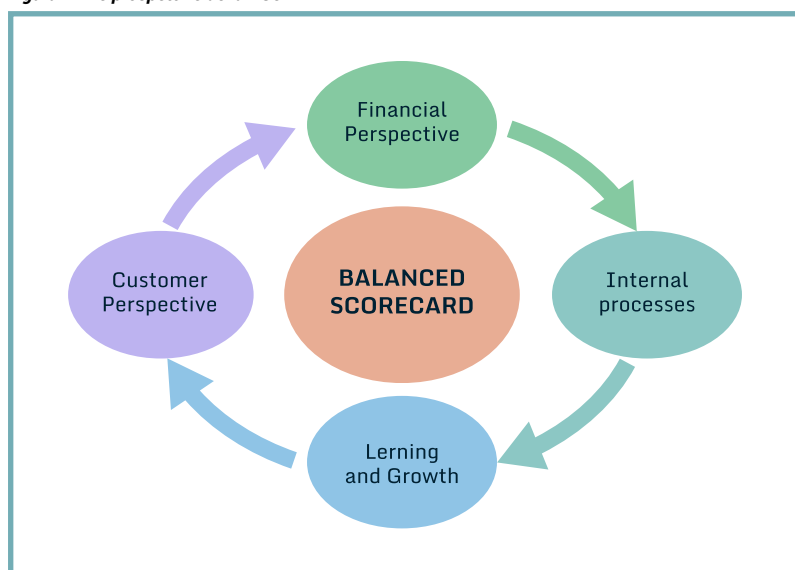 Financial
Perspective
Customer
Perspective
BALANCED
SCORECARD
Internal
processes
Lerning
and Growth